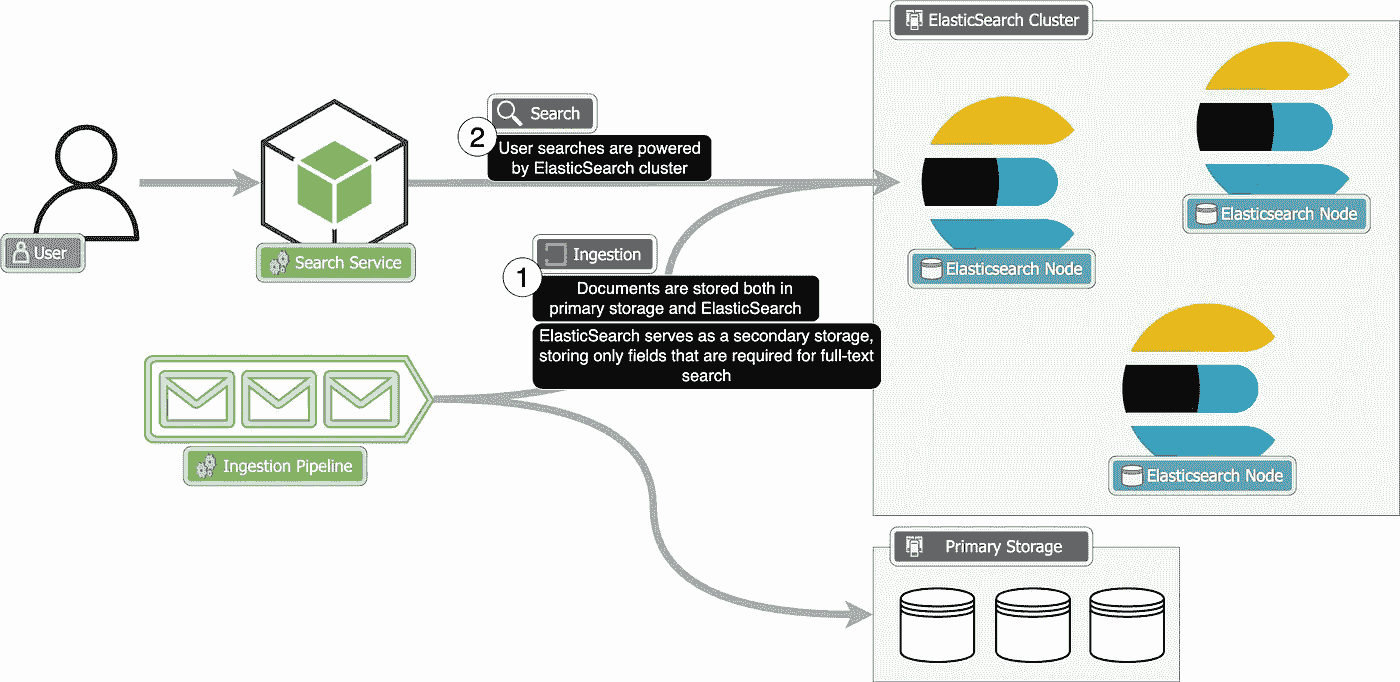 ElasticSearch Cluster
Search
2
User searches are powered
by ElasticSearch cluster
User
Search Service
Elasticsearch Node
Elasticsearch Node
Ingestion
1
Documents are stored both in
primary storage and ElasticSearch
ElasticSearch serves as a secondary storage,
storing only fields that are required for full-text
search
Ingestion Pipeline
Elasticsearch Node
Primary Storage